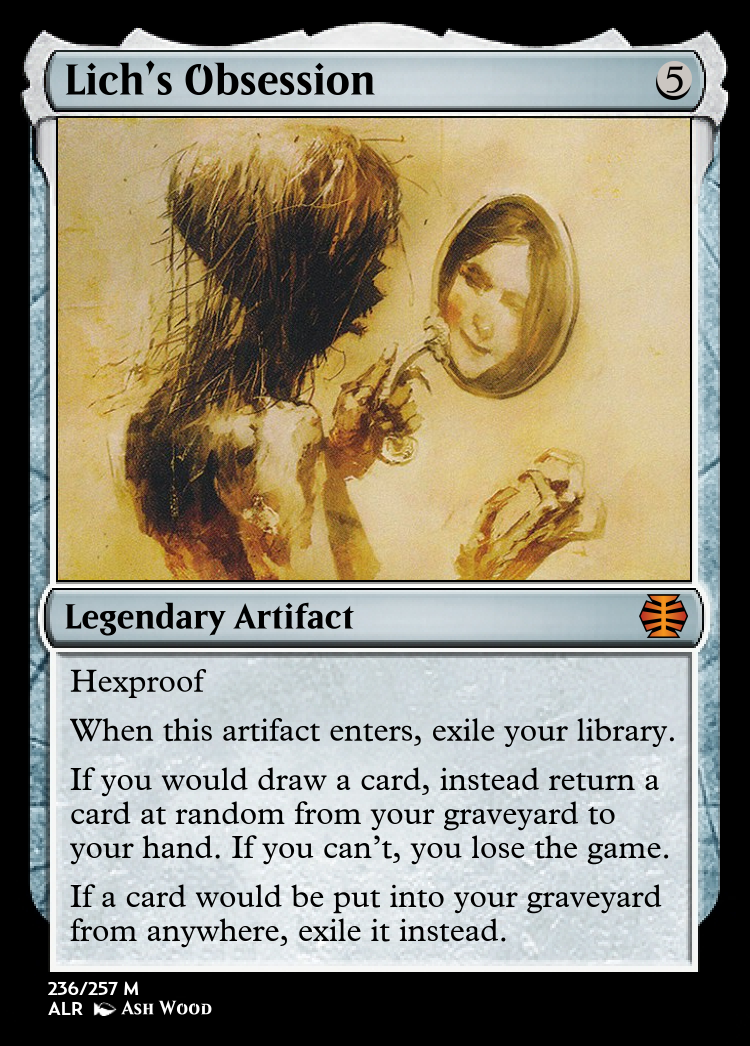 Lich's Obsession
5
Legendary Artifact
Hexproof
When this artifact enters, exile your library.
If you would draw a card, instead return a
card at random from your graveyard to
your hand. If you can't, you lose the game.
If a card would be put into your graveyard
from anywhere, exile it instead.
236/257 M
ALR Ash Wood